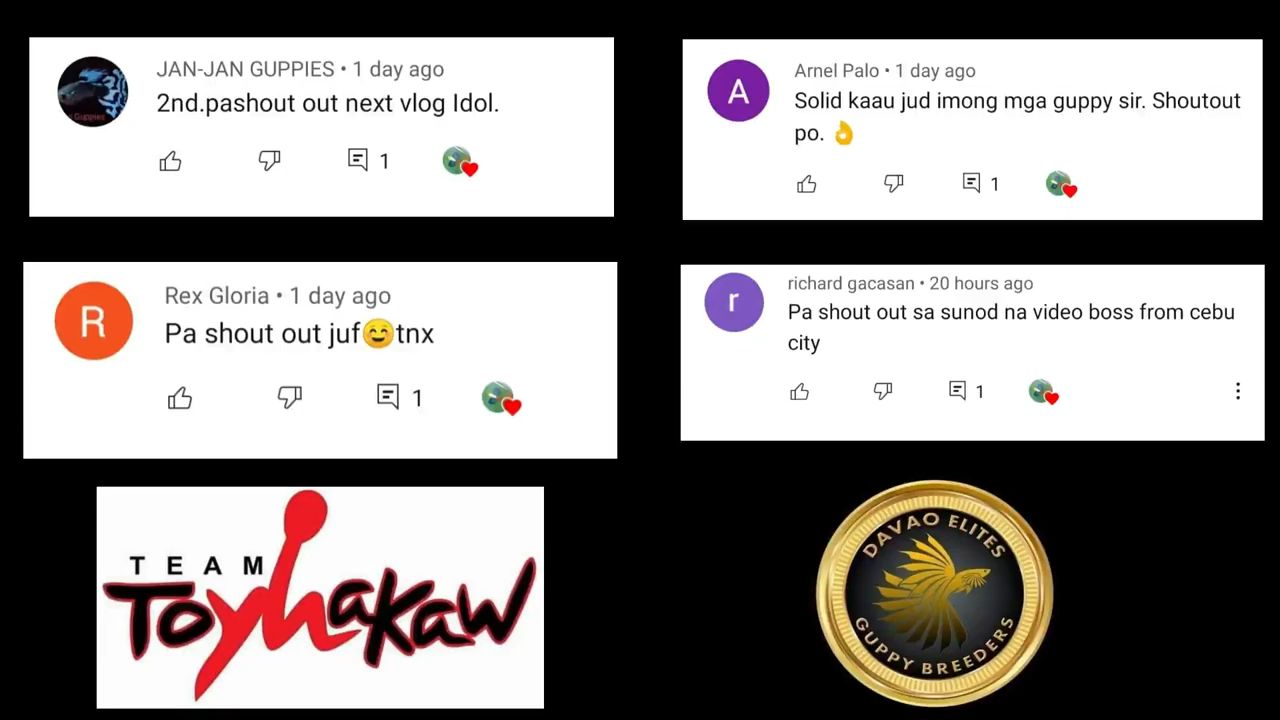 JAN-JAN GUPPIES • 1 day ago
2nd.pashout out next vlog Idol.
1
Guppies
A
Arnel Palo • 1 day ago
Solid kaau jud imong mga guppy sir. Shoutout
po. 👌
1
R
Rex Gloria • 1 day ago
Pa shout out juf☺️tnx
1
r
richard gacasan • 20 hours ago
Pa shout out sa sunod na video boss from cebu
city
1
TEAM
Toyhakaw
DAVAO ELITES
GUPPY BREEDERS